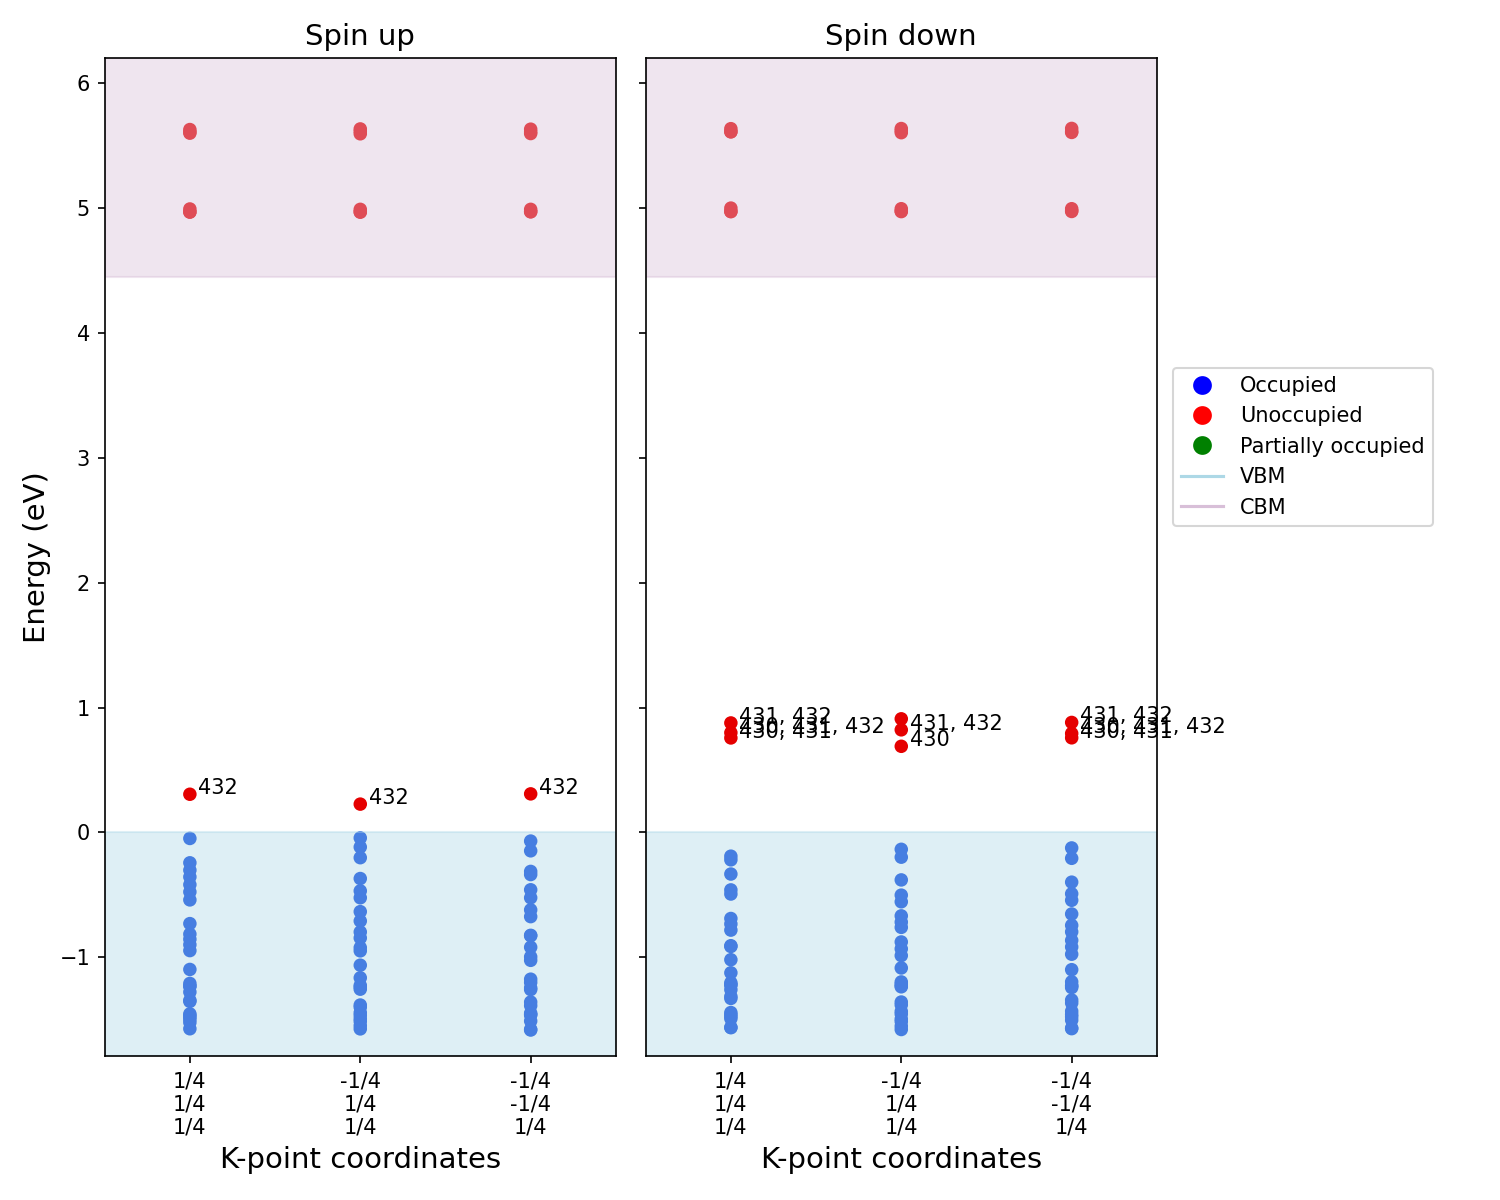 Spin up
Spin down
Energy (eV)
6
5
4
3
2
1
0
−1
432
432
432
431, 432
430, 431, 432
430, 431
431, 432
430
431, 432
430, 431, 432
430, 431
1/4
1/4
1/4
-1/4
1/4
1/4
-1/4
-1/4
1/4
K-point coordinates
1/4
1/4
1/4
-1/4
1/4
1/4
-1/4
-1/4
1/4
K-point coordinates
Occupied
Unoccupied
Partially occupied
VBM
CBM